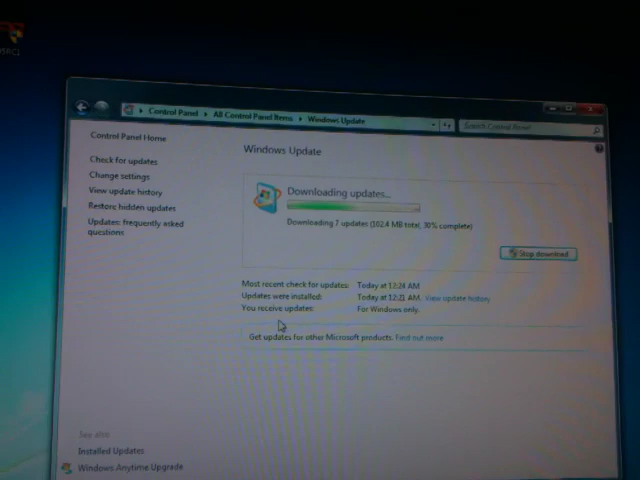 Control Panel ▸ All Control Panel Items ▸ Windows Update
Search Control Panel
Control Panel Home
Check for updates
Change settings
View update history
Restore hidden updates
Updates: frequently asked
questions
Windows Update
Downloading updates...
Downloading 7 updates (102.4 MB total, 30% complete)
Stop download
Most recent check for updates: Today at 12:24 AM
Updates were installed: Today at 12:21 AM. View update history
You receive updates: For Windows only.
Get updates for other Microsoft products. Find out more
See also
Installed Updates
Windows Anytime Upgrade